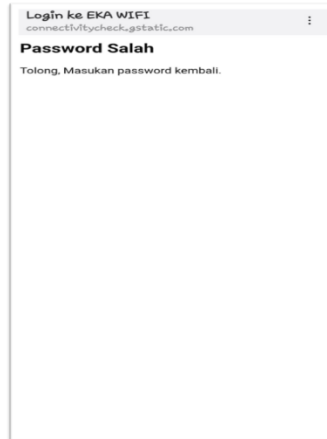 Login ke EKA WIFI
connectivitycheck.gstatic.com
Password Salah
Tolong, Masukan password kembali.